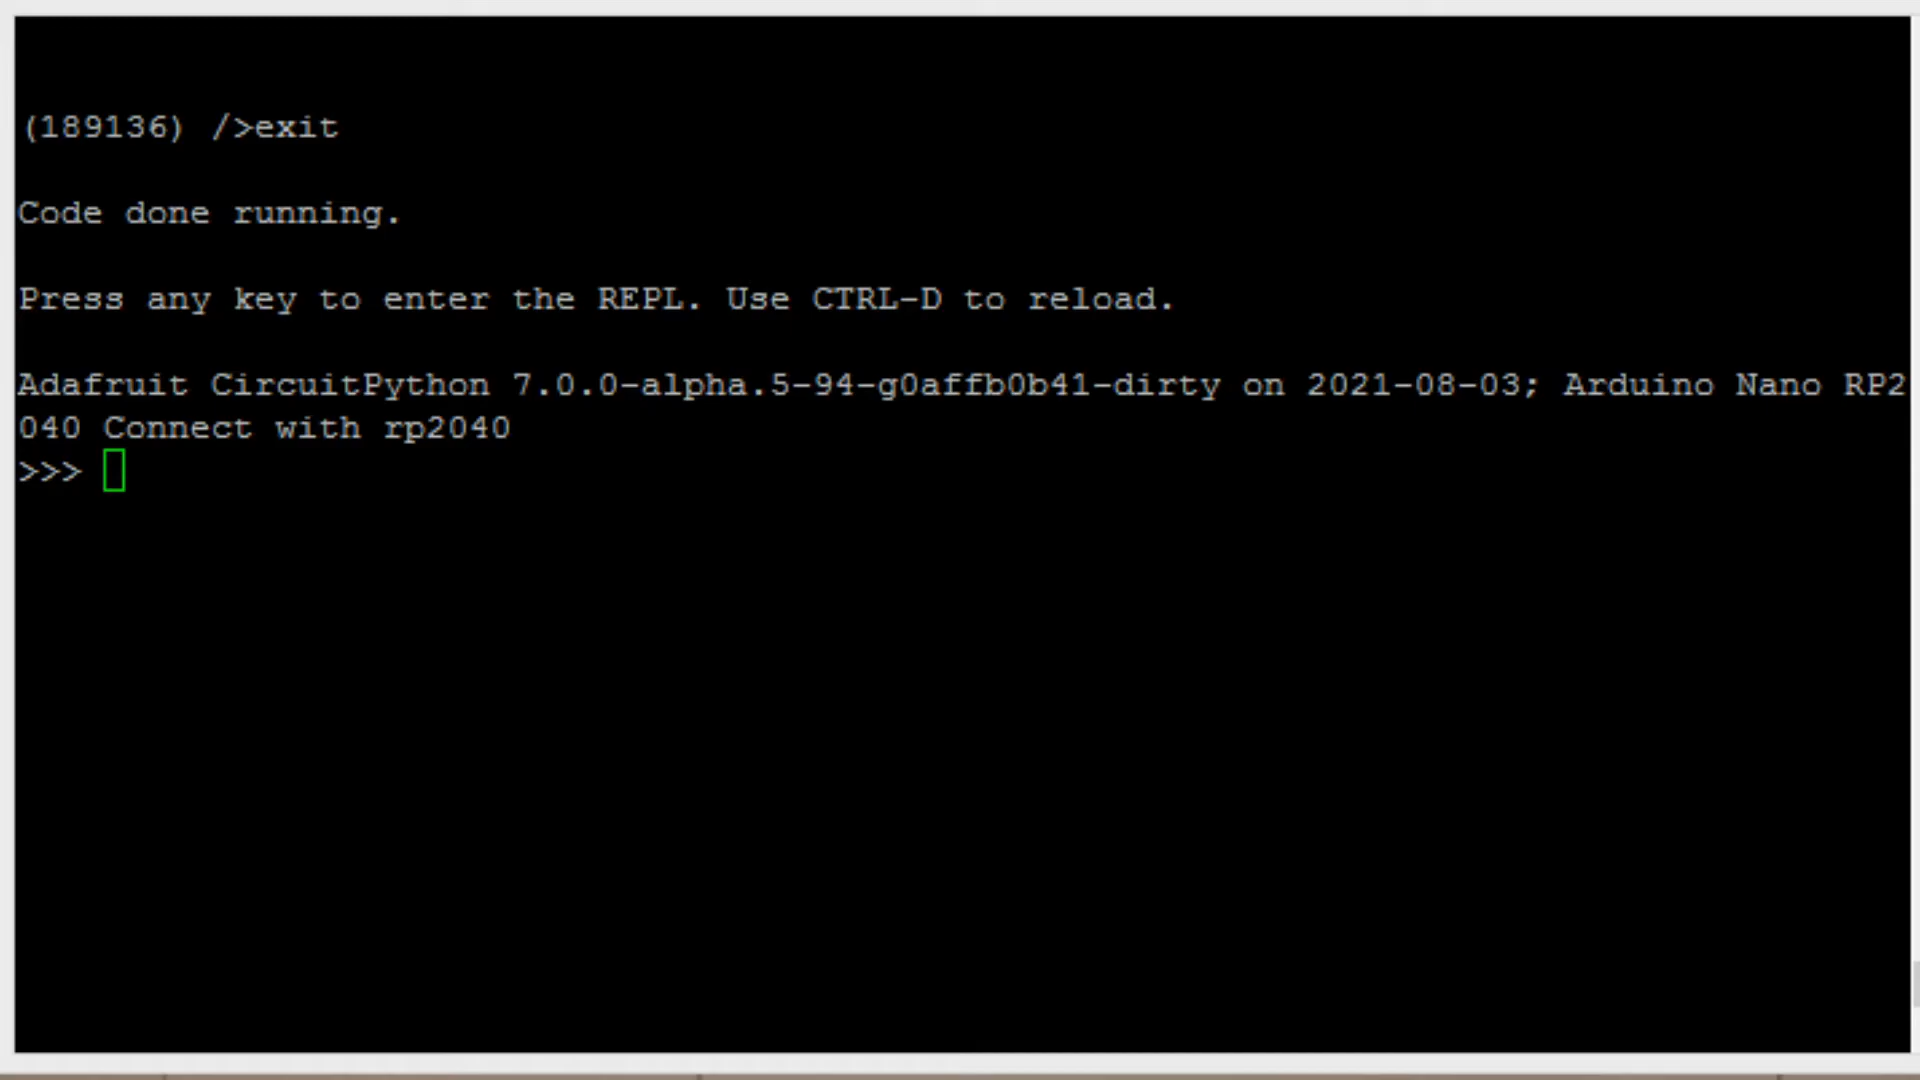 (189136) />exit
Code done running.
Press any key to enter the REPL. Use CTRL-D to reload.
Adafruit CircuitPython 7.0.0-alpha.5-94-g0affb0b41-dirty on 2021-08-03; Arduino Nano RP2
040 Connect with rp2040
>>>